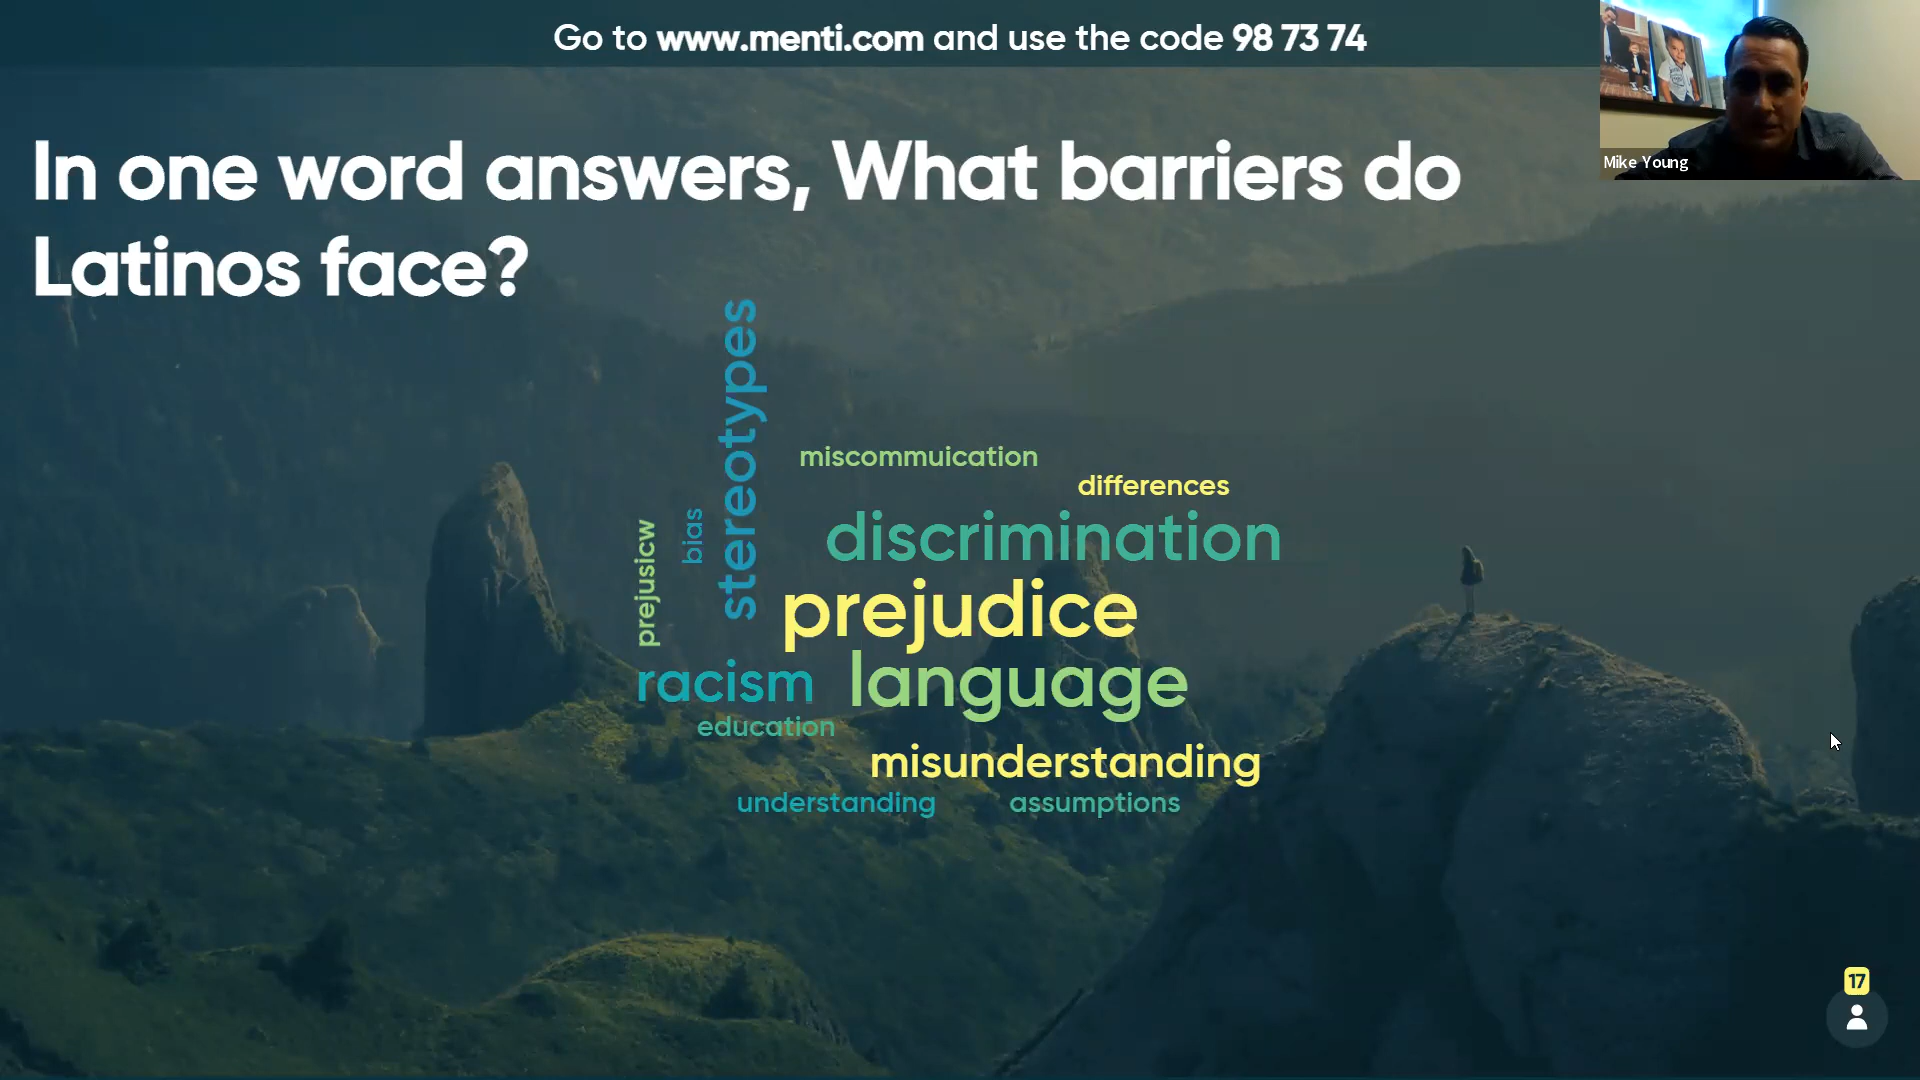 Go to www.menti.com and use the code 98 73 74
Mike Young
In one word answers, What barriers do
Latinos face?
stereotypes
miscommuication
differences
bias
prejusicw
discrimination
prejudice
racism
language
education
misunderstanding
understanding
assumptions
17